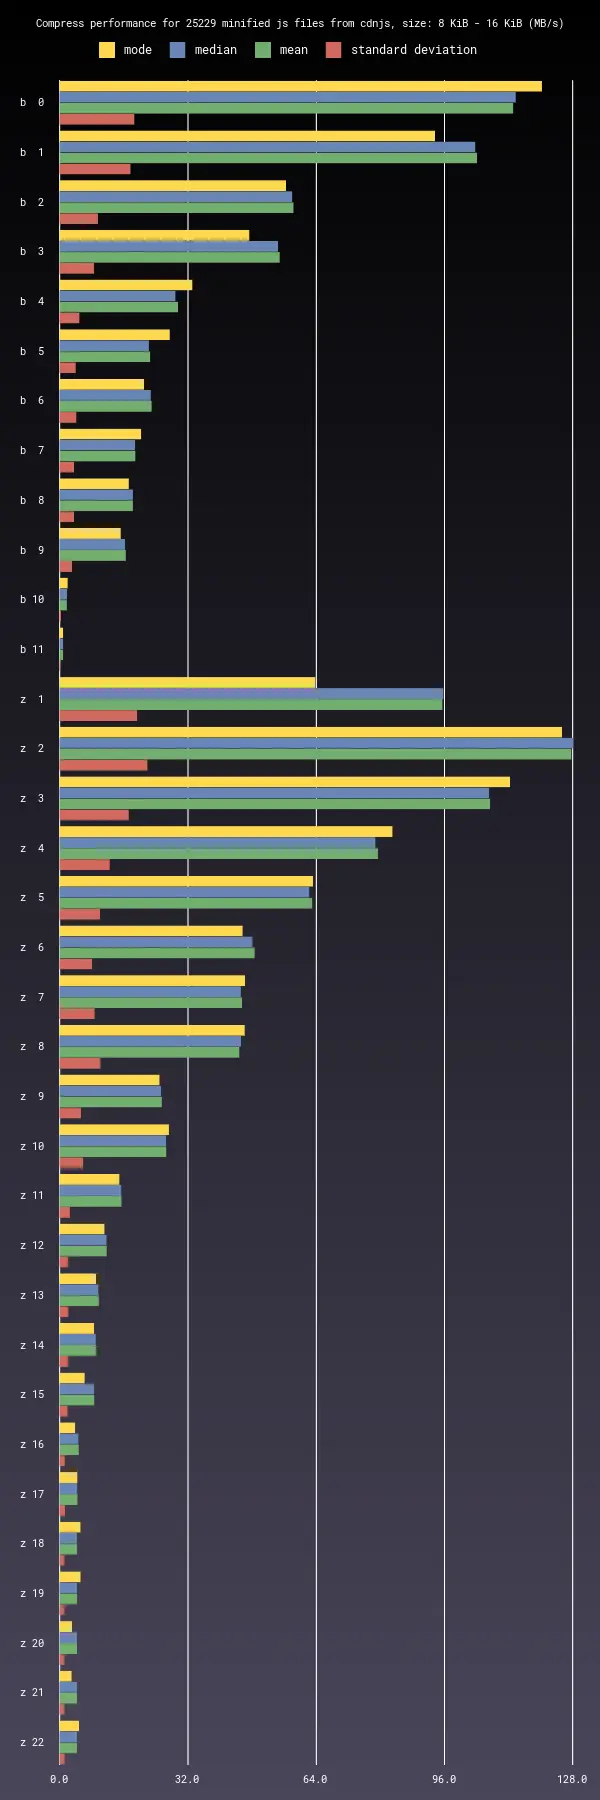 Compress performance for 25229 minified js files from cdnjs, size: 8 KiB - 16 KiB (MB/s)
mode median mean standard deviation
b 0
b 1
b 2
b 3
b 4
b 5
b 6
b 7
b 8
b 9
b 10
b 11
z 1
z 2
z 3
z 4
z 5
z 6
z 7
z 8
z 9
z 10
z 11
z 12
z 13
z 14
z 15
z 16
z 17
z 18
z 19
z 20
z 21
z 22
0.0 32.0 64.0 96.0 128.0